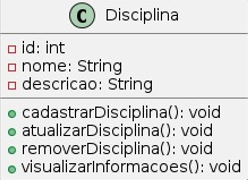 C Disciplina
id: int
nome: String
descricao: String
cadastrarDisciplina(): void
atualizarDisciplina(): void
removerDisciplina(): void
visualizarInformacoes(): void